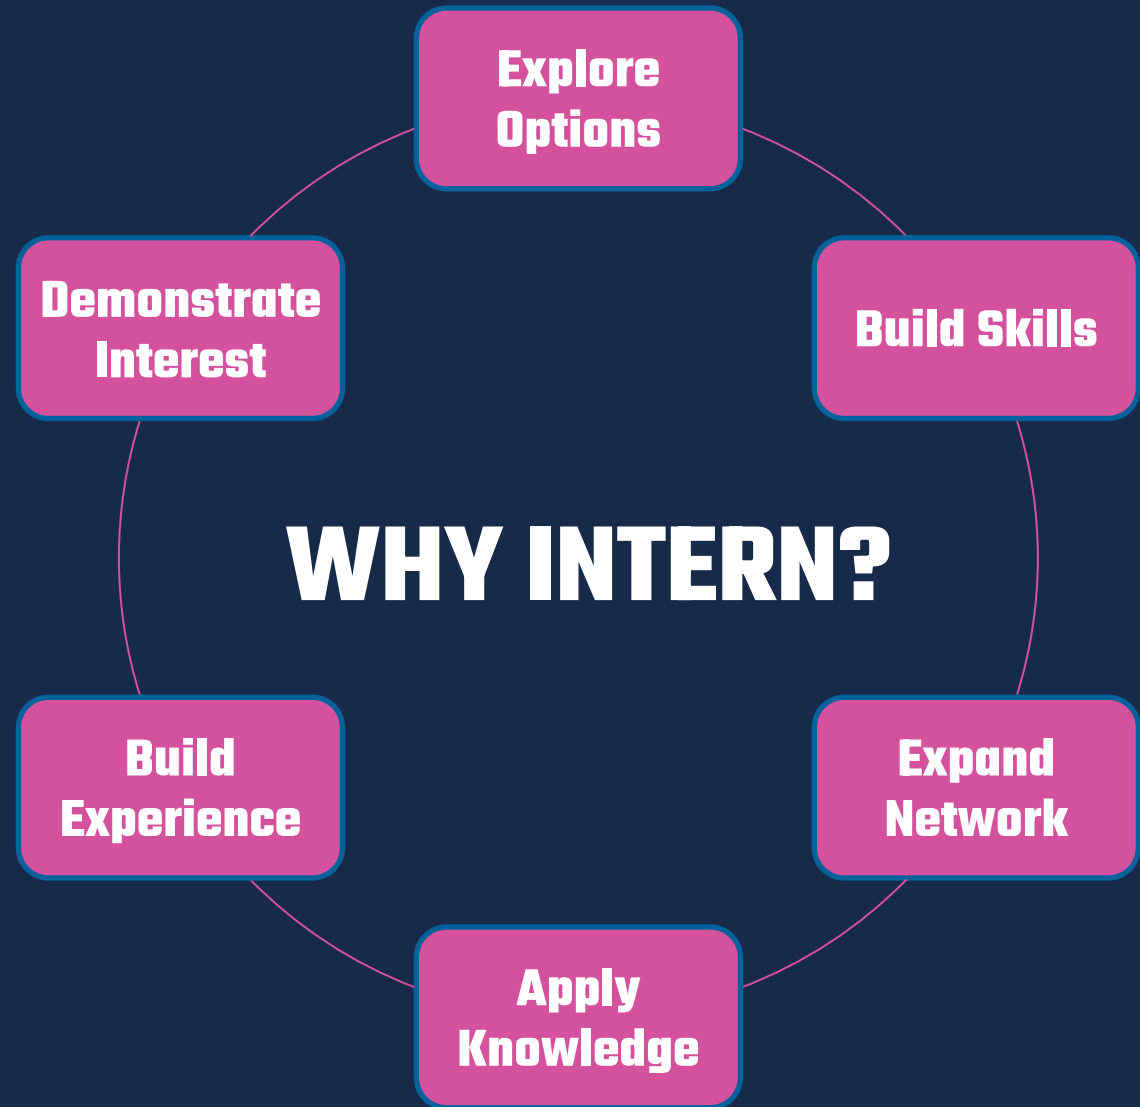 Explore
Options
Build Skills
Expand
Network
Apply
Knowledge
Build
Experience
Demonstrate
Interest
WHY INTERN?